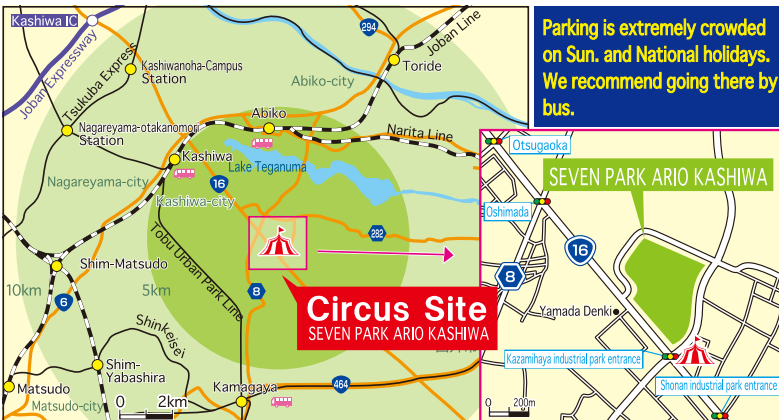 Kashiwa IC
Joban Expressway
Tsukuba Express
Kashiwanoha-Campus
Station
294
Joban Line
Toride
Abiko-city
Abiko
Nagareyama-otakanomori
Station
Kashiwa
Narita Line
Lake Teganuma
Nagareyama-city
16
Kashiwa-city
282
Tobu Urban Park Line
Shim-Matsudo
10km
5km
6
8
Circus Site
SEVEN PARK ARIO KASHIWA
Shinkeisei
Shim-
Yabashira
Matsudo
Matsudo-city
0 2km
Kamagaya
464
Parking is extremely crowded
on Sun. and National holidays.
We recommend going there by
bus.
Otsugaoka
SEVEN PARK ARIO KASHIWA
Oshimada
16
8
Yamada Denki
Kazamihaya industrial park entrance
Shonan industrial park entrance
0 200m